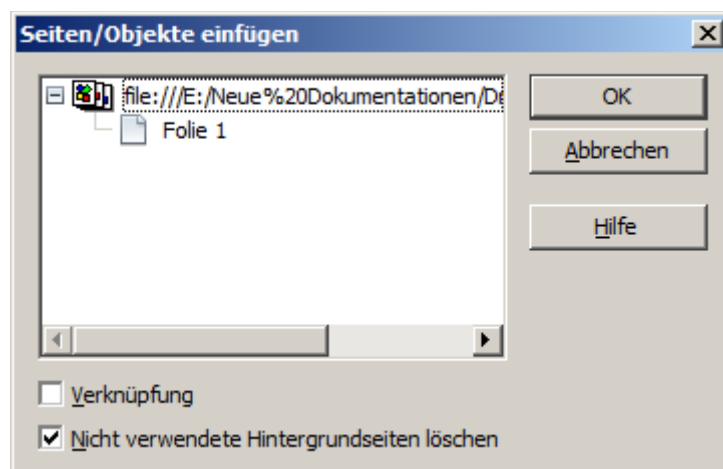 Seiten/Objekte einfügen
file:///E:/Neue%20Dokumentationen/D
Folie 1
OK
Abbrechen
Hilfe
Verknüpfung
Nicht verwendete Hintergrundseiten löschen